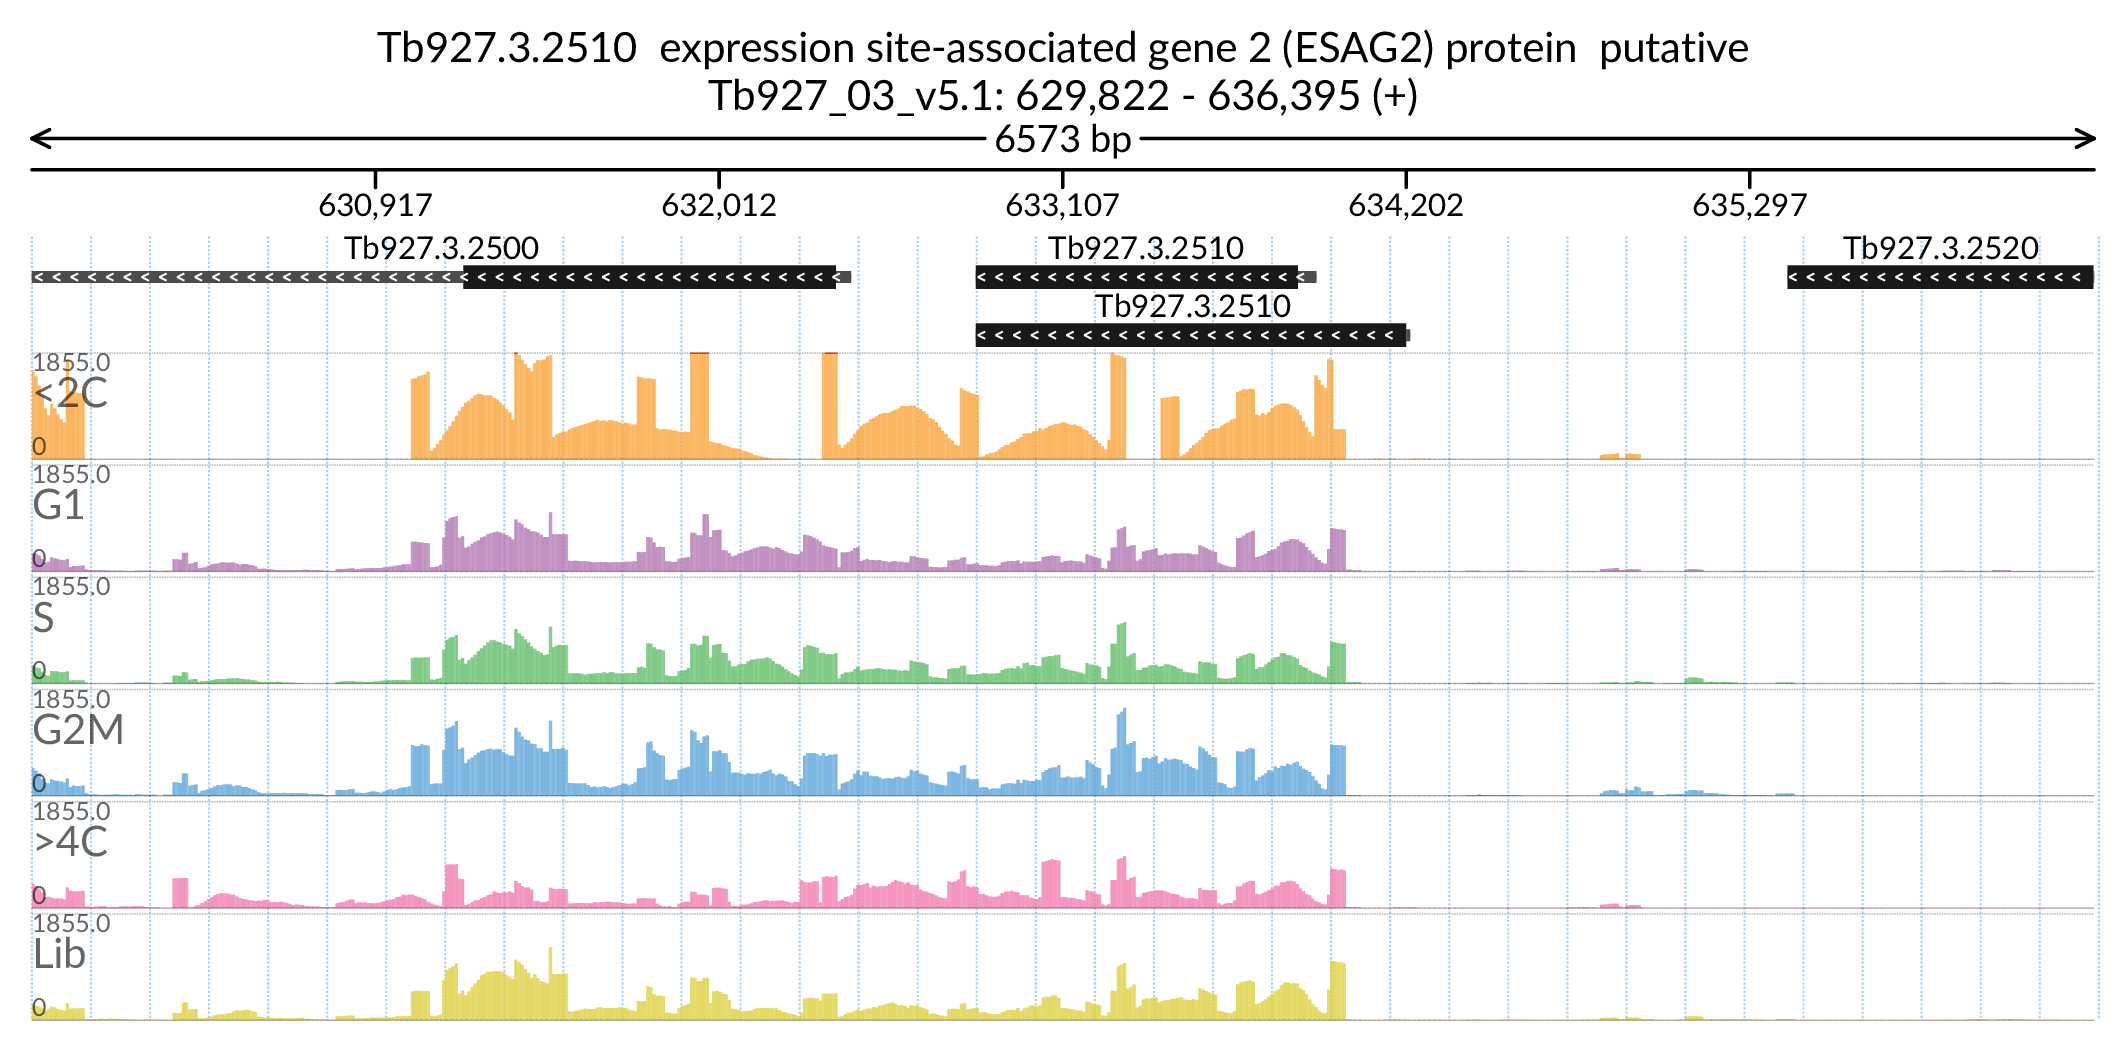 Tb927.3.2510  expression site-associated gene 2 (ESAG2) protein  putative
Tb927_03_v5.1: 629,822 - 636,395 (+)
6573 bp
630,917 632,012 633,107 634,202 635,297
Tb927.3.2500 Tb927.3.2510 Tb927.3.2520
Tb927.3.2510
1855.0
<2C
0
1855.0
G1
0
1855.0
S
0
1855.0
G2M
0
1855.0
>4C
0
1855.0
Lib
0